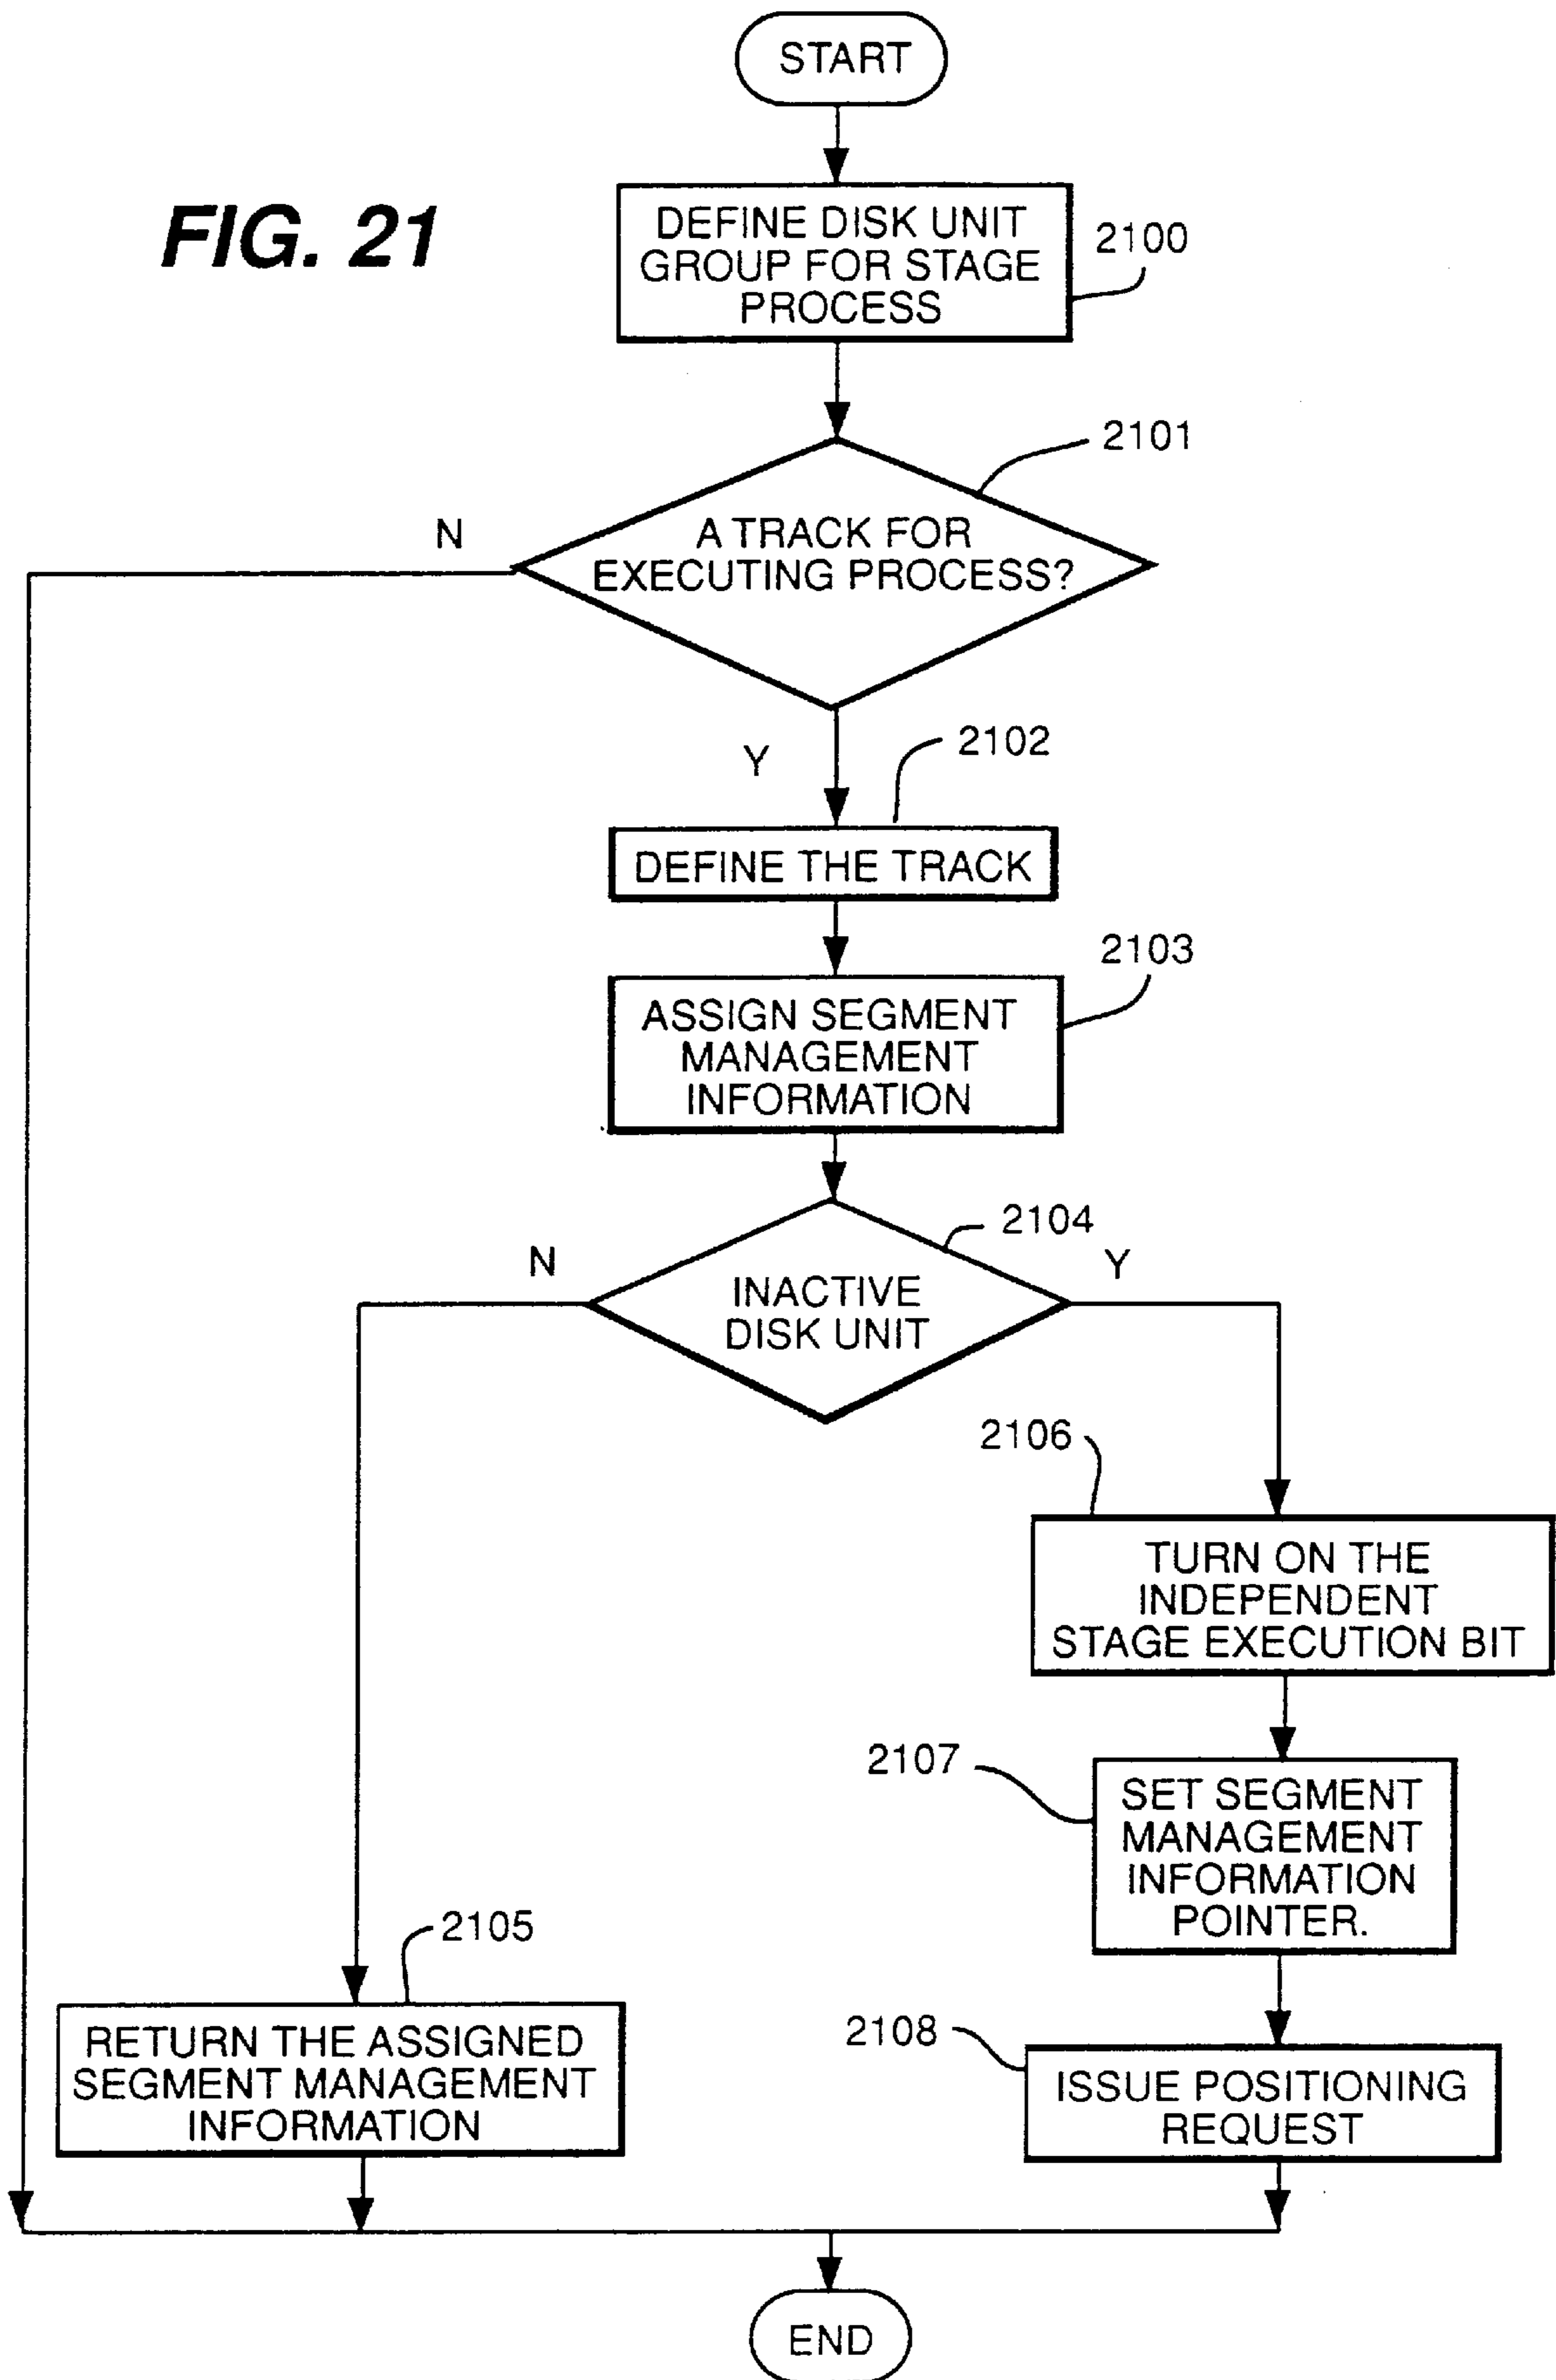 START
FIG. 21
DEFINE DISK UNIT
GROUP FOR STAGE
PROCESS
2100
2101
N
A TRACK FOR
EXECUTING PROCESS?
Y
2102
DEFINE THE TRACK
2103
ASSIGN SEGMENT
MANAGEMENT
INFORMATION
2104
N
Y
INACTIVE
DISK UNIT
2106
TURN ON THE
INDEPENDENT
STAGE EXECUTION BIT
2107
SET SEGMENT
MANAGEMENT
INFORMATION
POINTER.
2105
RETURN THE ASSIGNED
SEGMENT MANAGEMENT
INFORMATION
2108
ISSUE POSITIONING
REQUEST
END